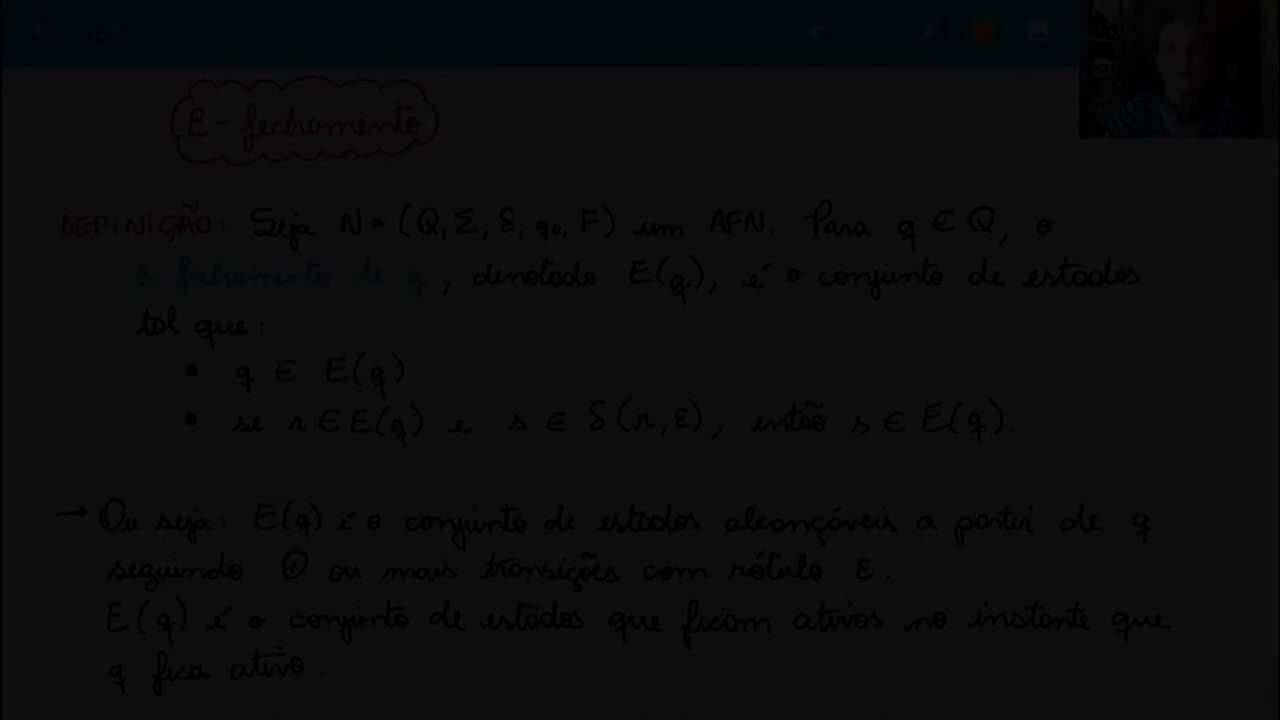 ε-fechamento
DEFINIÇÃO: Seja N = (Q, Σ, δ, q₀, F) um AFN. Para q ∈ Q, o
ε fechamento de q, denotado E(q), é o conjunto de estados
tal que:
• q ∈ E(q)
• se r ∈ E(q) e s ∈ δ(r, ε), então s ∈ E(q).
→ Ou seja: E(q) é o conjunto de estados alcançáveis a partir de q
seguindo 0 ou mais transições com rótulo ε.
E(q) é o conjunto de estados que ficam ativos no instante que
q fica ativo.